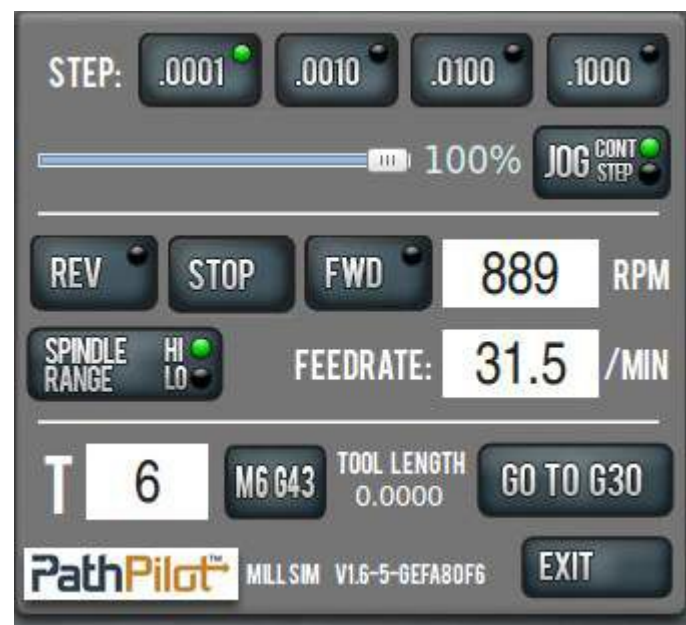 STEP: .0001 .0010 .0100 .1000
100% JOG CONT STEP
REV STOP FWD 889 RPM
SPINDLE RANGE HI LO FEEDRATE: 31.5 /MIN
T 6 M6 G43 TOOL LENGTH 0.0000 GO TO G30
PathPilot™ MILL SIM V1.6-5-GEFA80F6 EXIT